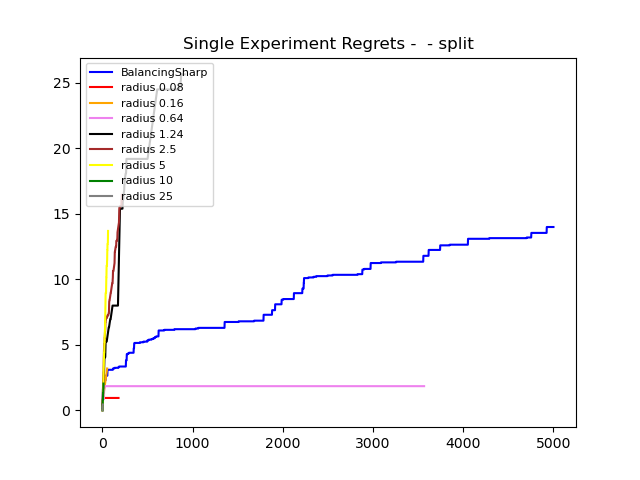 Single Experiment Regrets -  - split
BalancingSharp
radius 0.08
radius 0.16
radius 0.64
radius 1.24
radius 2.5
radius 5
radius 10
radius 25
25
20
15
10
5
0
0 1000 2000 3000 4000 5000